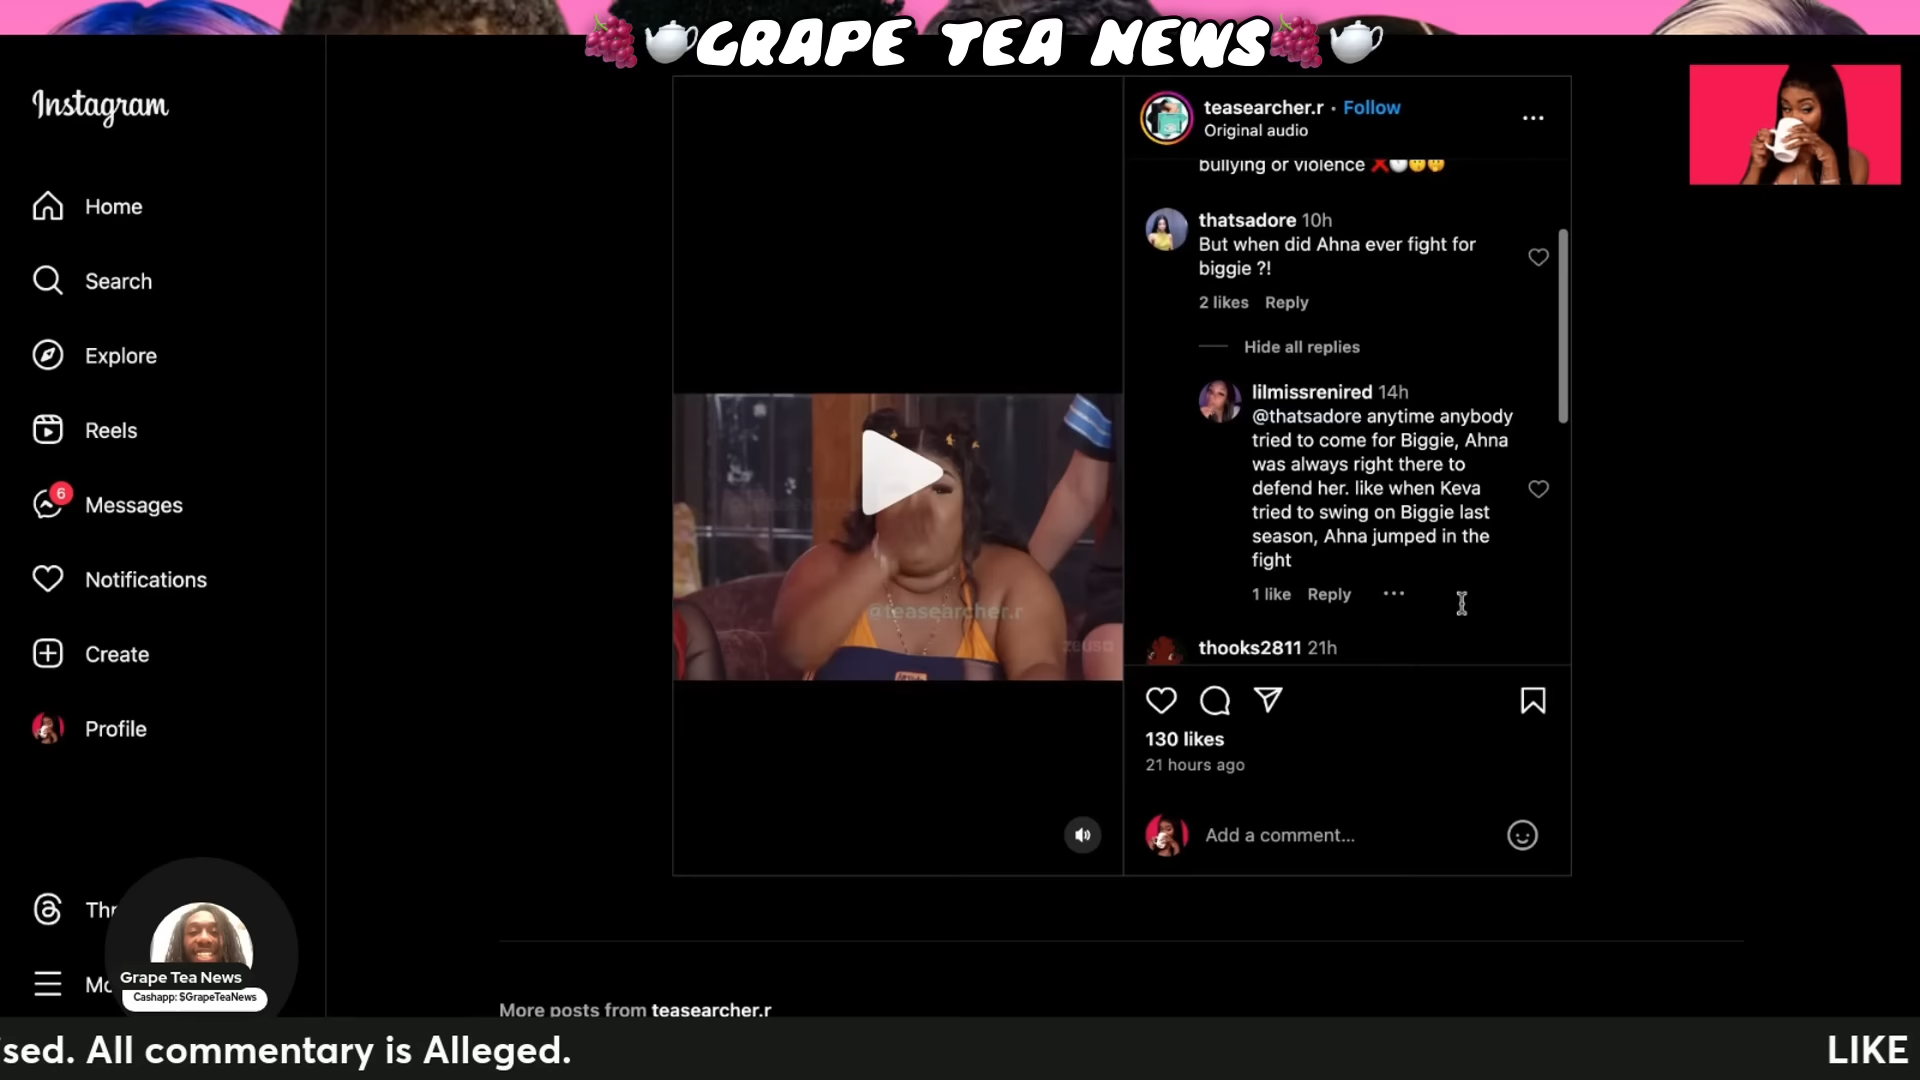 GRAPE TEA NEWS
Instagram
Home
Search
Explore
Reels
6
Messages
Notifications
Create
Profile
Thr
Mo
Grape Tea News
Cashapp: $GrapeTeaNews
@teasearcher.r
ZEUS
teasearcher.r • Follow
Original audio
bullying or violence ❌
thatsadore 10h
But when did Ahna ever fight for
biggie ?!
2 likes Reply
Hide all replies
lilmissrenired 14h
@thatsadore anytime anybody
tried to come for Biggie, Ahna
was always right there to
defend her. like when Keva
tried to swing on Biggie last
season, Ahna jumped in the
fight
1 like Reply
thooks2811 21h
130 likes
21 hours ago
Add a comment...
More posts from teasearcher.r
sed. All commentary is Alleged.
LIKE